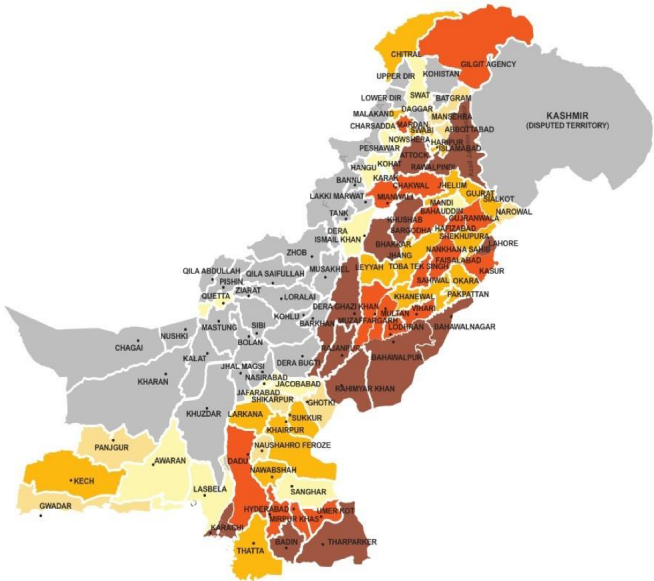 CHITRAL
GILGIT AGENCY
UPPER DIR
KOHISTAN
SWAT
LOWER DIR
BATGRAM
DAGGAR
MALAKAND
MANSEHRA
KASHMIR
(DISPUTED TERRITORY)
CHARSADDA
MARDAN
SWABI
ABBOTTABAD
NOWSHERA
HARIPUR
PESHAWAR
ISLAMABAD
ATTOCK
KOHAT
HANGU
RAWALPINDI
KARAK
BANNU
CHAKWAL
JHELUM
LAKKI MARWAT
MIANWALI
GUJRAT
SIALKOT
MANDI
BAHAUDDIN
NAROWAL
TANK
KHUSHAB
GUJRANWALA
SARGODHA
HAFIZABAD
DERA
ISMAIL KHAN
SHEKHUPURA
BHAKKAR
NANKHANA SAHIB
LAHORE
ZHOB
JHANG
FAISALABAD
MUSAKHEL
LEYYAH
TOBA TEK SINGH
KASUR
QILA ABDULLAH
QILA SAIFULLAH
SAHIWAL
OKARA
PISHIN
ZIARAT
PAKPATTAN
QUETTA
LORALAI
DERA GHAZI KHAN
KHANEWAL
MULTAN
VIHARI
KOHLU
MUZAFFARGARH
BARKHAN
MASTUNG
SIBI
LODHRAN
BAHAWALNAGAR
NUSHKI
BOLAN
CHAGAI
RAJANPUR
KALAT
BAHAWALPUR
DERA BUGTI
JHAL MAGSI
KHARAN
NASIRABAD
JACOBABAD
RAHIMYAR KHAN
JAFARABAD
SHIKARPUR
GHOTKI
KHUZDAR
LARKANA
SUKKUR
KHAIRPUR
PANJGUR
NAUSHAHRO FEROZE
AWARAN
DADU
NAWABSHAH
KECH
LASBELA
SANGHAR
GWADAR
HYDERABAD
UMER KOT
MIRPUR KHAS
KARACHI
THATTA
BADIN
THARPARKER